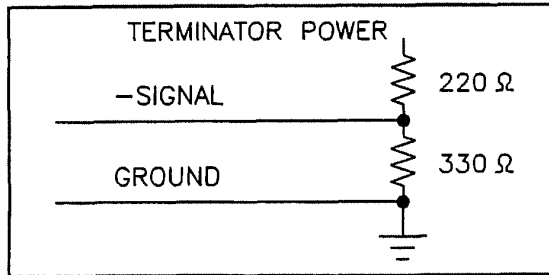 TERMINATOR POWER
220 Ω
−SIGNAL
330 Ω
GROUND